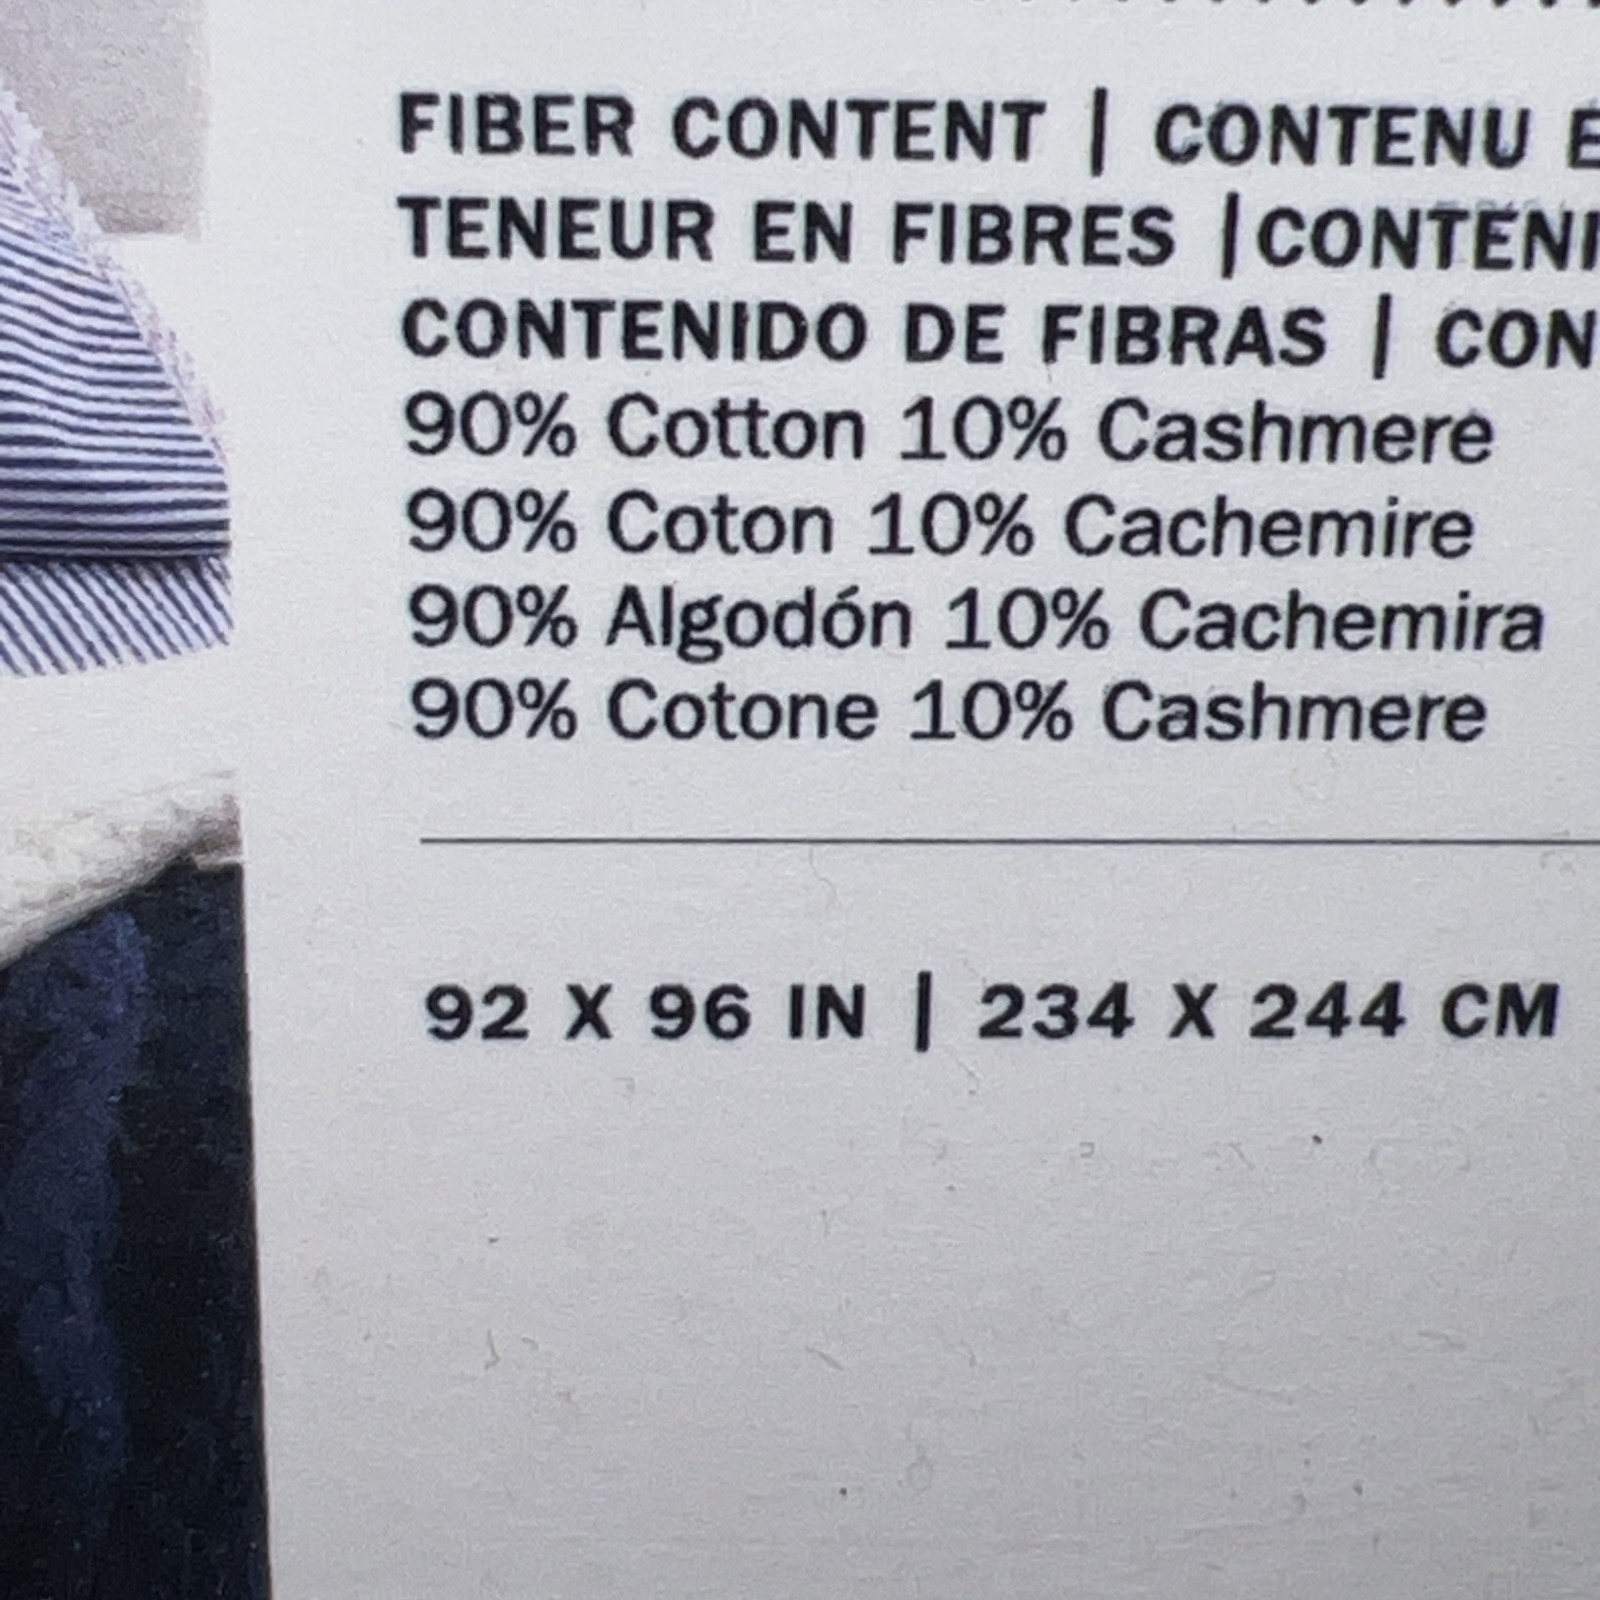 FIBER CONTENT | CONTENU
TENEUR EN FIBRES |
CONTENIDO DE FIBRAS |
90% Cotton 10% Cashmere
90% Coton 10% Cachemire
90% Algodón 10% Cachemira
90% Cotone 10% Cashmere
92 X 96 IN | 234 X 244 CM